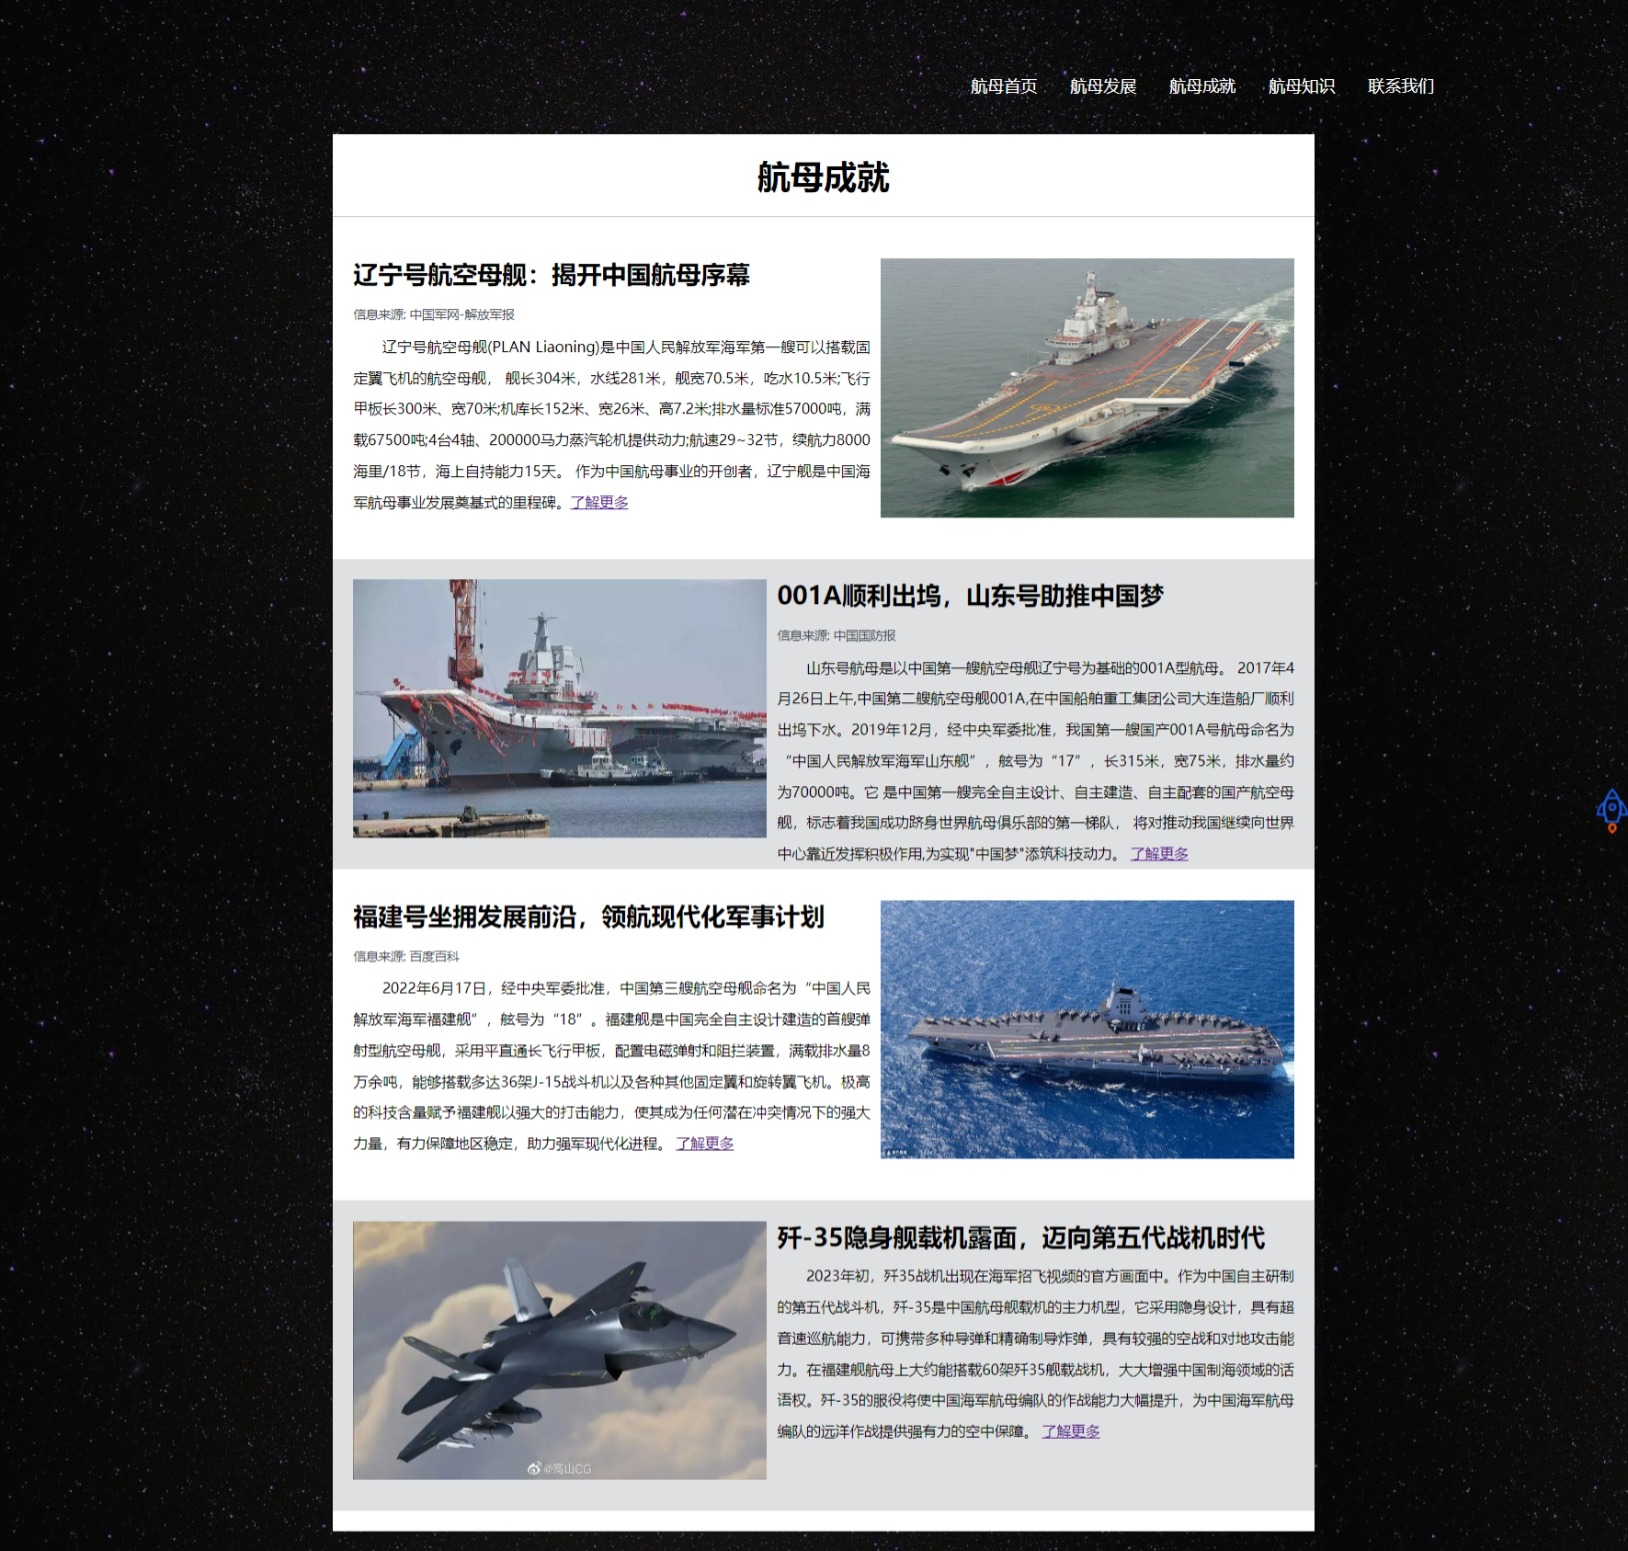 航母首页 航母发展 航母成就 航母知识 联系我们
航母成就
辽宁号航空母舰：揭开中国航母序幕
信息来源: 中国军网-解放军报
辽宁号航空母舰(PLAN Liaoning)是中国人民解放军海军第一艘可以搭载固
定翼飞机的航空母舰， 舰长304米，水线281米，舰宽70.5米，吃水10.5米;飞行
甲板长300米、宽70米;机库长152米、宽26米、高7.2米;排水量标准57000吨，满
载67500吨;4台4轴、200000马力蒸汽轮机提供动力;航速29~32节，续航力8000
海里/18节，海上自持能力15天。 作为中国航母事业的开创者，辽宁舰是中国海
军航母事业发展奠基式的里程碑。了解更多
001A顺利出坞，山东号助推中国梦
信息来源: 中国国防报
山东号航母是以中国第一艘航空母舰辽宁号为基础的001A型航母。 2017年4
月26日上午,中国第二艘航空母舰001A,在中国船舶重工集团公司大连造船厂顺利
出坞下水。2019年12月，经中央军委批准，我国第一艘国产001A号航母命名为
“中国人民解放军海军山东舰”，舷号为“17”，长315米，宽75米，排水量约
为70000吨。它 是中国第一艘完全自主设计、自主建造、自主配套的国产航空母
舰，标志着我国成功跻身世界航母俱乐部的第一梯队， 将对推动我国继续向世界
中心靠近发挥积极作用,为实现"中国梦"添筑科技动力。 了解更多
福建号坐拥发展前沿，领航现代化军事计划
信息来源: 百度百科
2022年6月17日，经中央军委批准，中国第三艘航空母舰命名为“中国人民
解放军海军福建舰”，舷号为“18”。福建舰是中国完全自主设计建造的首艘弹
射型航空母舰，采用平直通长飞行甲板，配置电磁弹射和阻拦装置，满载排水量8
万余吨，能够搭载多达36架J-15战斗机以及各种其他固定翼和旋转翼飞机。极高
的科技含量赋予福建舰以强大的打击能力，使其成为任何潜在冲突情况下的强大
力量，有力保障地区稳定，助力强军现代化进程。 了解更多
歼-35隐身舰载机露面，迈向第五代战机时代
2023年初，歼35战机出现在海军招飞视频的官方画面中。作为中国自主研制
的第五代战斗机，歼-35是中国航母舰载机的主力机型，它采用隐身设计，具有超
音速巡航能力，可携带多种导弹和精确制导炸弹，具有较强的空战和对地攻击能
力。在福建舰航母上大约能搭载60架歼35舰载战机，大大增强中国制海领域的话
语权。歼-35的服役将使中国海军航母编队的作战能力大幅提升，为中国海军航母
编队的远洋作战提供强有力的空中保障。 了解更多
@高山CG